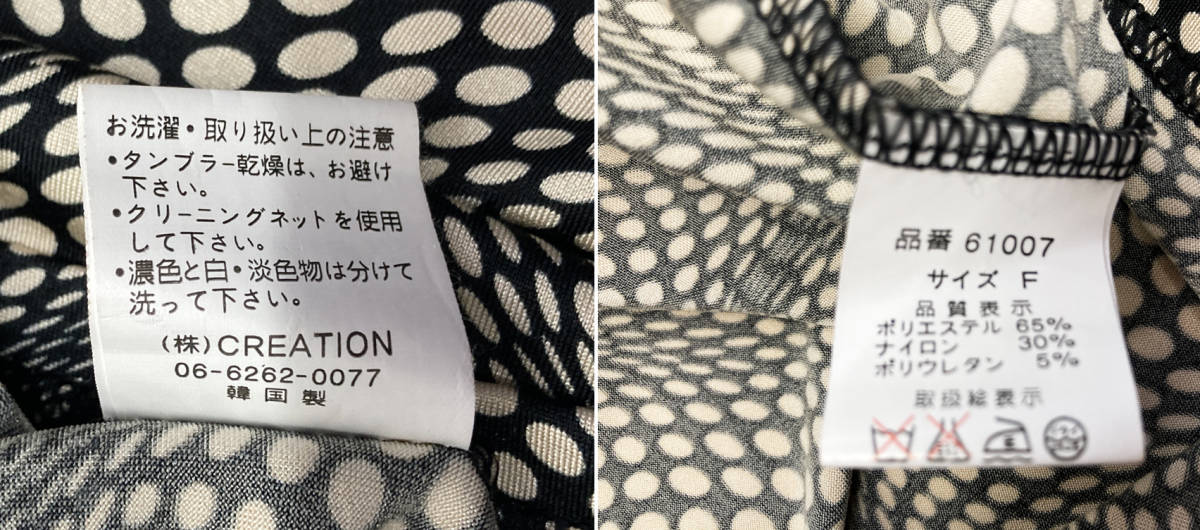 お洗濯・取り扱い上の注意
•タンブラー乾燥は、お避け
下さい。
•クリーニングネットを使用
して下さい。
•濃色と白・淡色物は分けて
洗って下さい。
(株)CREATION
06-6262-0077
韓国製
品番 61007
サイズ F
品質表示
ポリエステル 65%
ナイロン 30%
ポリウレタン 5%
取扱絵表示